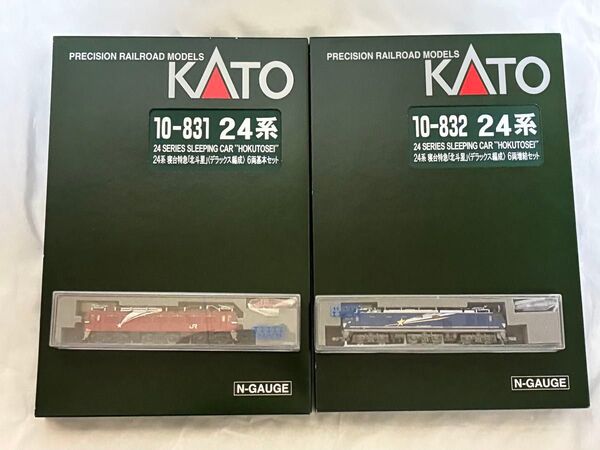 PRECISION RAILROAD MODELS
KATO
10-831 24系
24 SERIES SLEEPING CAR "HOKUTOSEI"
24系 寝台特急「北斗星」〈デラックス編成〉6両基本セット
JR
N-GAUGE
PRECISION RAILROAD MODELS
KATO
10-832 24系
24 SERIES SLEEPING CAR "HOKUTOSEI"
24系 寝台特急「北斗星」〈デラックス編成〉6両増結セット
N-GAUGE